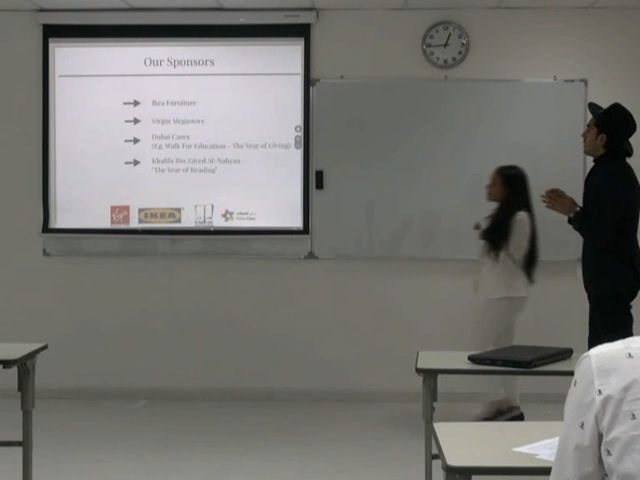 Our Sponsors
Ikea Furniture
Virgin Megastore
Dubai Cares
(Eg. Walk For Education - The Year of Giving)
Khalifa Bin Zayed Al-Nahyan
"The Year of Reading"
IKEA